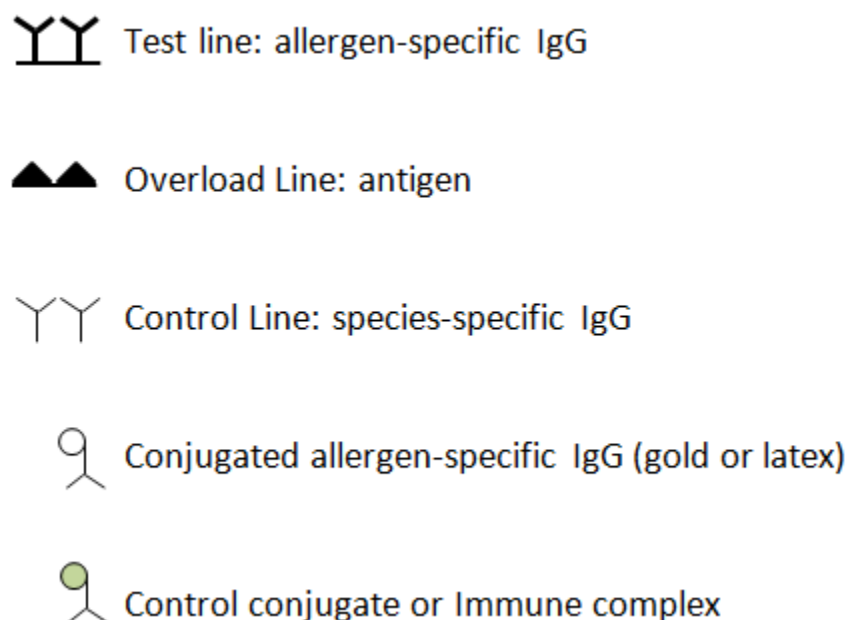 Test line: allergen-specific IgG
Overload Line: antigen
Control Line: species-specific IgG
Conjugated allergen-specific IgG (gold or latex)
Control conjugate or Immune complex